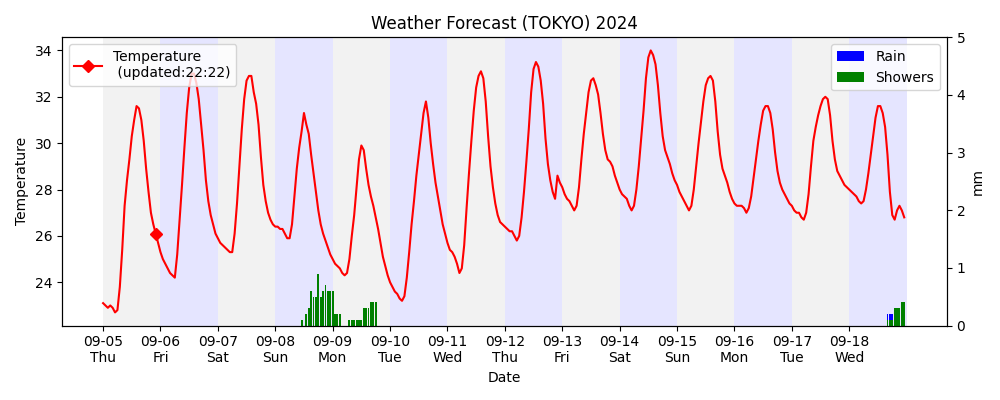 Weather Forecast (TOKYO) 2024
Temperature
(updated:22:22)
Rain
Showers
34
32
30
28
26
24
Temperature
5
4
3
2
1
0
mm
09-05 09-06 09-07 09-08 09-09 09-10 09-11 09-12 09-13 09-14 09-15 09-16 09-17 09-18
Thu Fri Sat Sun Mon Tue Wed Thu Fri Sat Sun Mon Tue Wed
Date